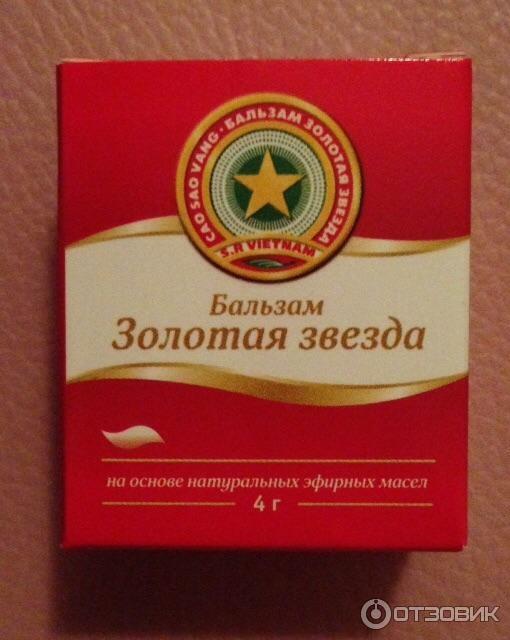 CAO SAO VANG · БАЛЬЗАМ ЗОЛОТАЯ ЗВЕЗДА
S.R VIETNAM
Бальзам
Золотая звезда
на основе натуральных эфирных масел
4 г
ОТЗОВИК